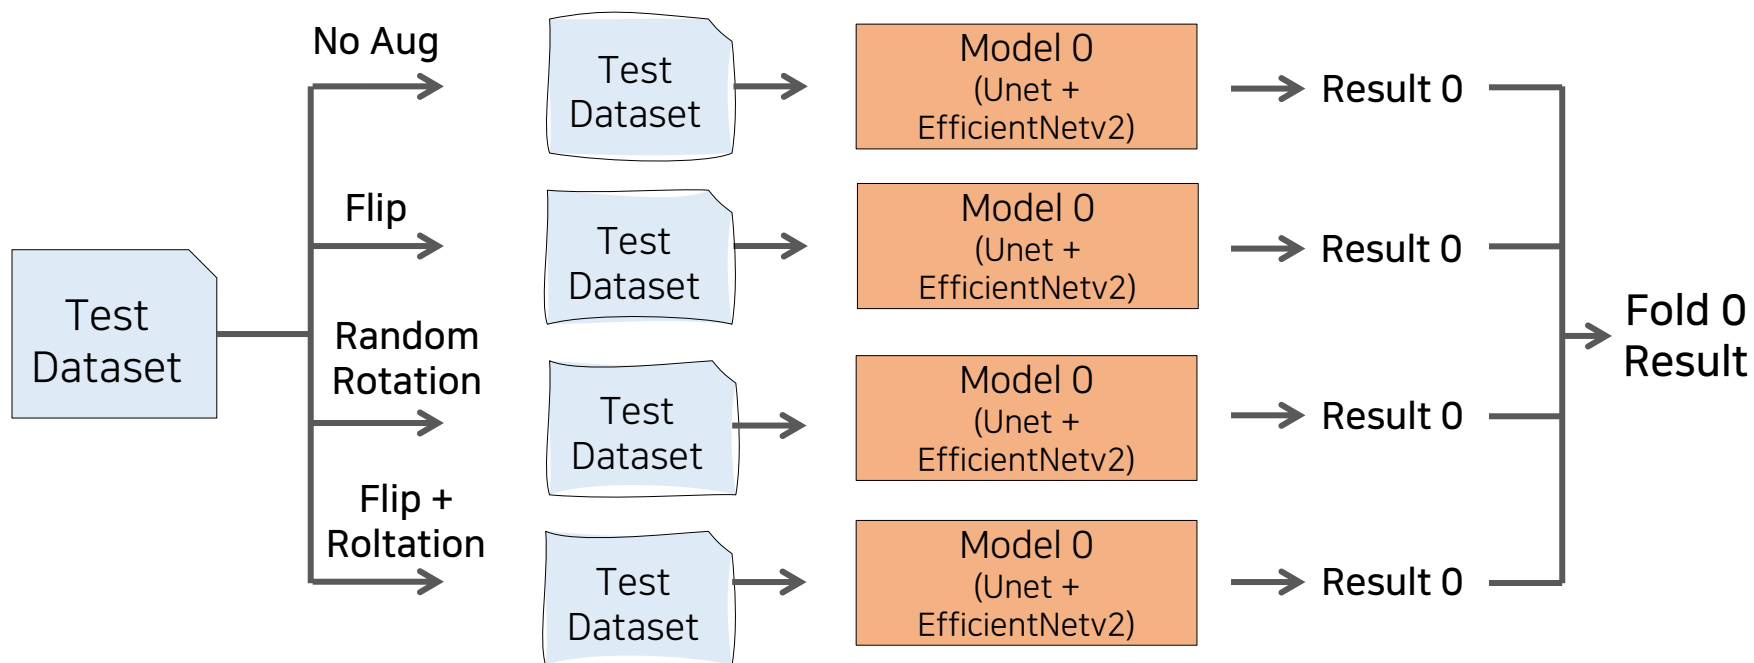 Test
Dataset
No Aug
Test
Dataset
Model 0
(Unet +
EfficientNetv2)
Result 0
Flip
Test
Dataset
Model 0
(Unet +
EfficientNetv2)
Result 0
Random
Rotation
Test
Dataset
Model 0
(Unet +
EfficientNetv2)
Result 0
Flip +
Roltation
Test
Dataset
Model 0
(Unet +
EfficientNetv2)
Result 0
Fold 0
Result